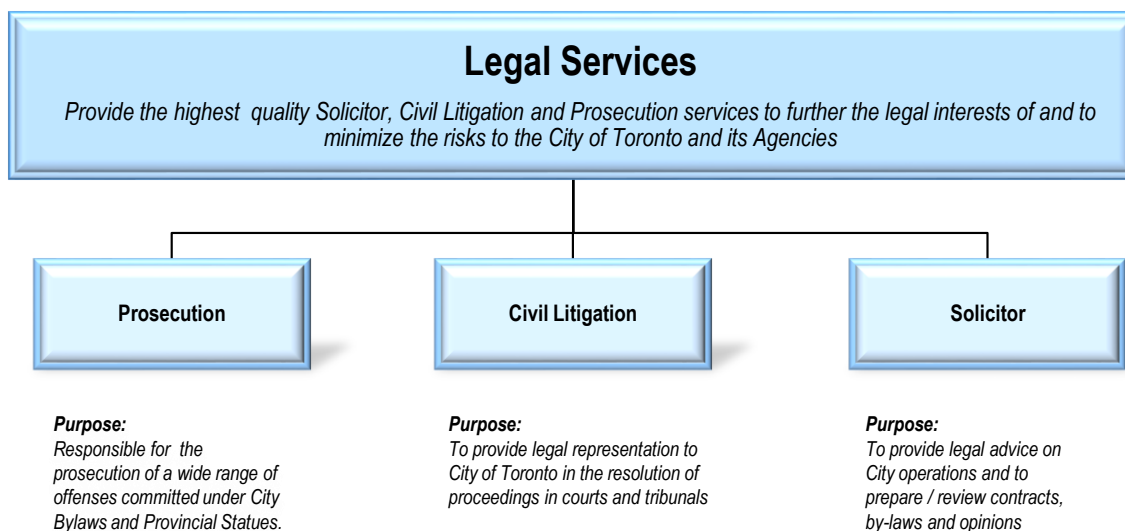 Legal Services
Provide the highest quality Solicitor, Civil Litigation and Prosecution services to further the legal interests of and to
minimize the risks to the City of Toronto and its Agencies
Prosecution
Civil Litigation
Solicitor
Purpose:
Responsible for the
prosecution of a wide range of
offenses committed under City
Bylaws and Provincial Statues.
Purpose:
To provide legal representation to
City of Toronto in the resolution of
proceedings in courts and tribunals
Purpose:
To provide legal advice on
City operations and to
prepare / review contracts,
by-laws and opinions